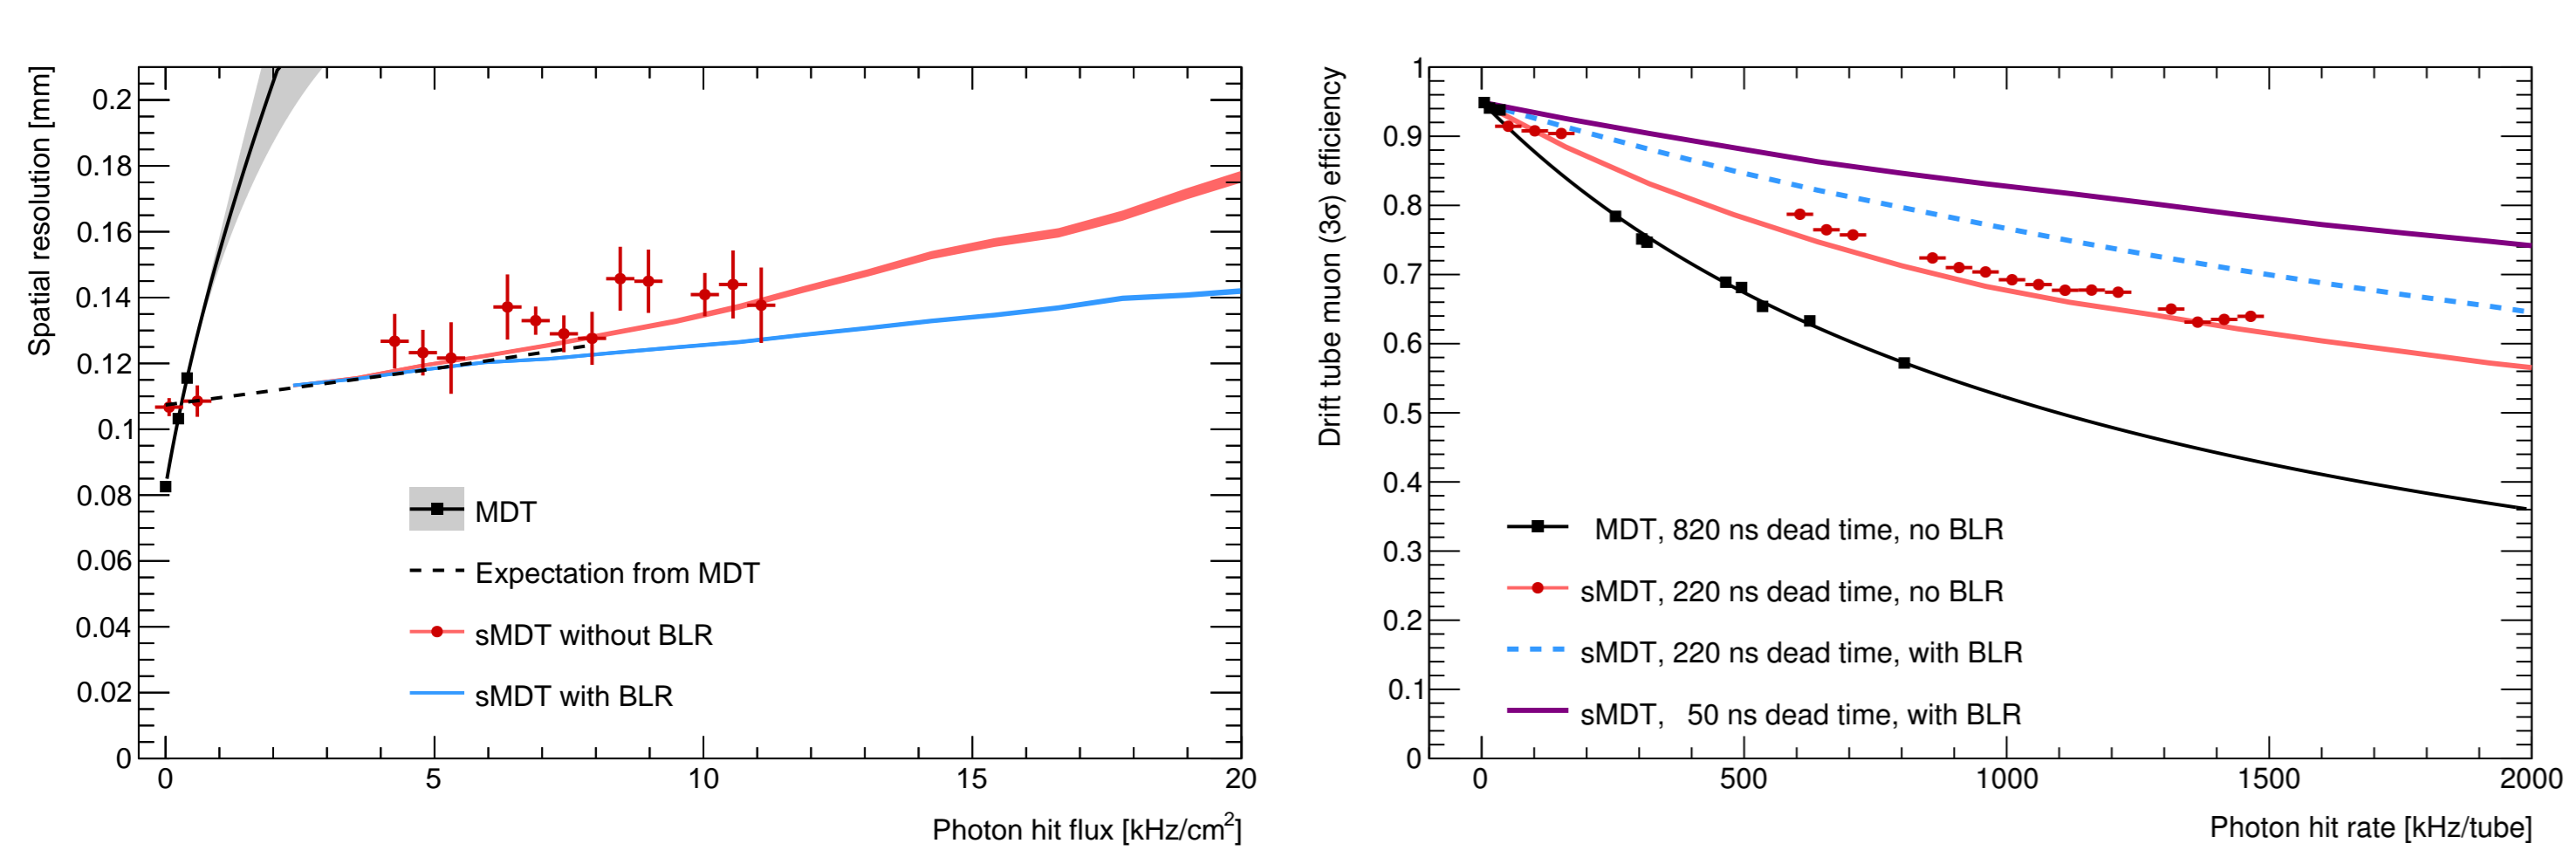 Spatial resolution [mm]
0.2
0.18
0.16
0.14
0.12
0.1
0.08
0.06
0.04
0.02
0
MDT
Expectation from MDT
sMDT without BLR
sMDT with BLR
0 5 10 15 20
Photon hit flux [kHz/cm²]
Drift tube muon (3σ) efficiency
1
0.9
0.8
0.7
0.6
0.5
0.4
0.3
0.2
0.1
0
MDT, 820 ns dead time, no BLR
sMDT, 220 ns dead time, no BLR
sMDT, 220 ns dead time, with BLR
sMDT, 50 ns dead time, with BLR
0 500 1000 1500 2000
Photon hit rate [kHz/tube]